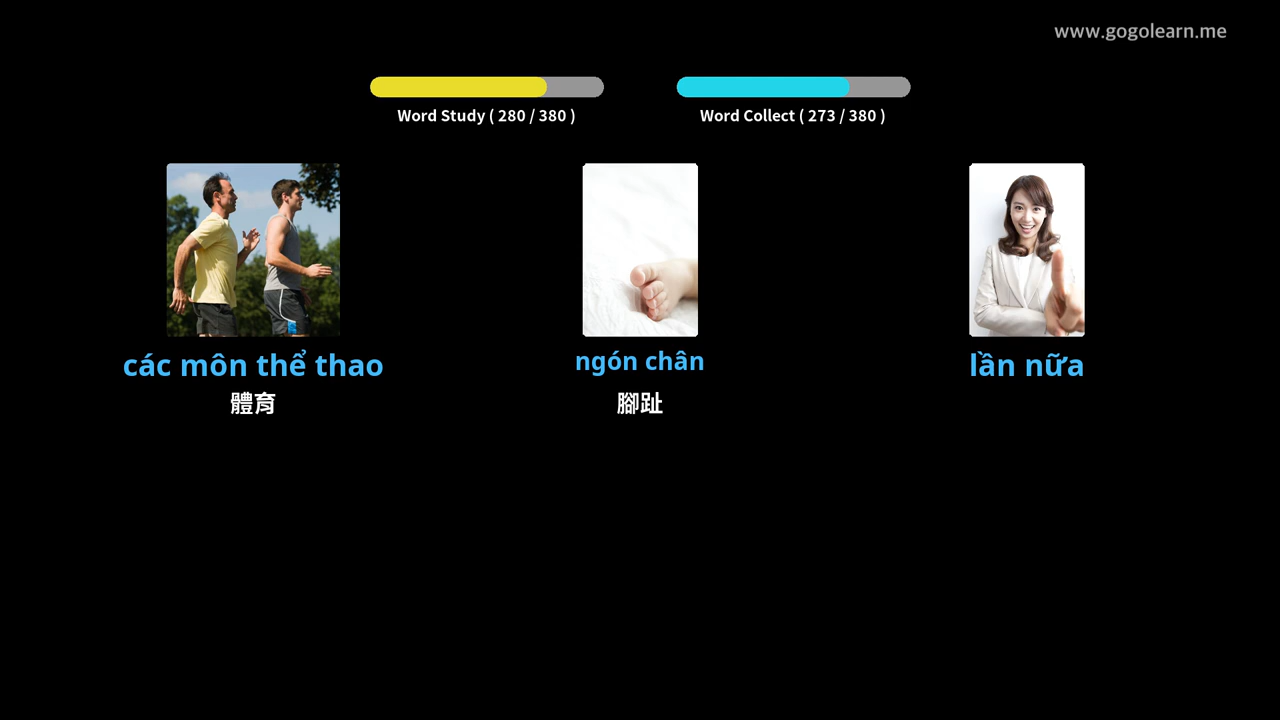 www.gogolearn.me
Word Study ( 280 / 380 )
Word Collect ( 273 / 380 )
các môn thể thao
ngón chân
lần nữa
體育
腳趾